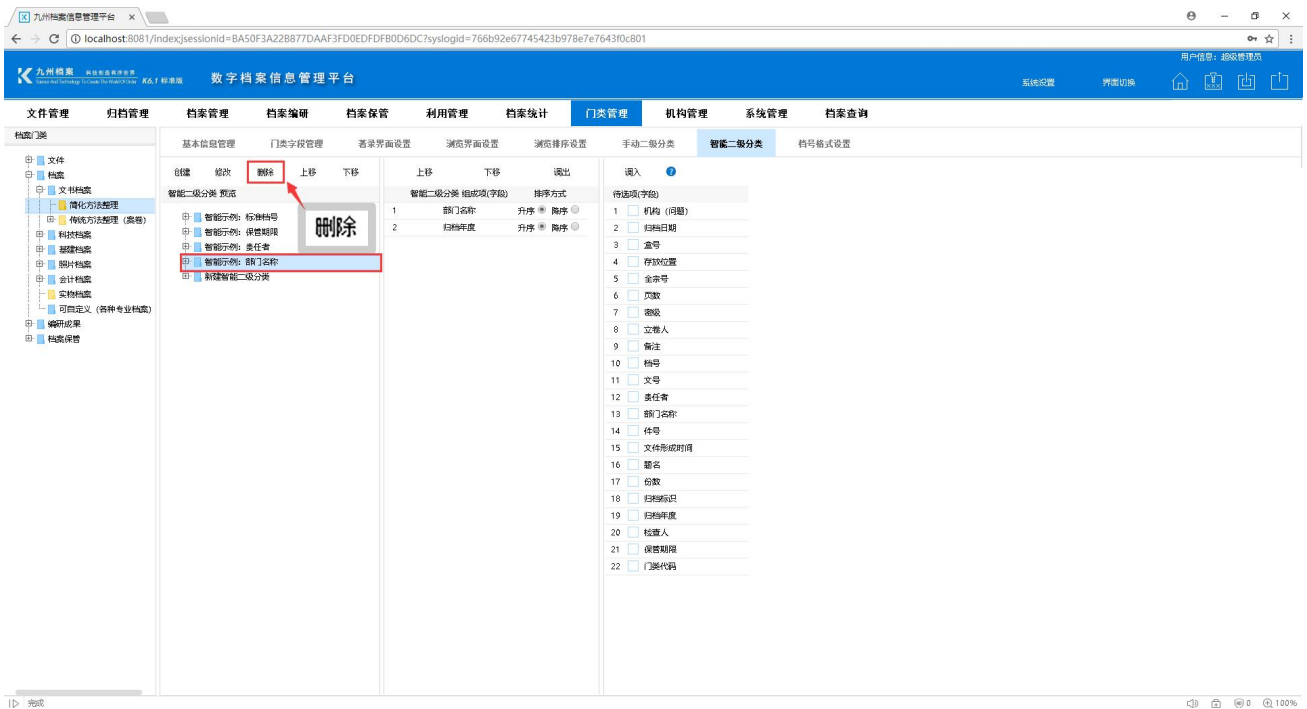 九州档案信息管理平台
localhost:8081/index;jsessionid=BA50F3A22B877DAAF3FD0EDFDFB0D6DC?syslogid=766b92e67745423b978e7e7643f0c801
用户信息：超级管理员
九州档案 科技创造有序世界
Science And Technology To Create The World Of Order K6.1 标准版 数字档案信息管理平台
系统设置 界面切换
文件管理 归档管理 档案管理 档案编研 档案保管 利用管理 档案统计 门类管理 机构管理 系统管理 档案查询
档案门类
基本信息管理 门类字段管理 著录界面设置 浏览界面设置 浏览排序设置 手动二级分类 智能二级分类 档号格式设置
文件
档案
文书档案
简化方法整理
传统方法整理（案卷）
科技档案
基建档案
照片档案
会计档案
实物档案
可自定义（各种专业档案）
编研成果
档案保管
创建 修改 删除 上移 下移
智能二级分类 预览
智能示例：标准档号
智能示例：保管期限
智能示例：责任者
智能示例：部门名称
新建智能二级分类
删除
上移 下移 调出
智能二级分类 组成项(字段) 排序方式
1 部门名称 升序 降序
2 归档年度 升序 降序
调入 ?
待选项(字段)
1 机构（问题）
2 归档日期
3 盒号
4 存放位置
5 全宗号
6 页数
7 密级
8 立卷人
9 备注
10 档号
11 文号
12 责任者
13 部门名称
14 件号
15 文件形成时间
16 题名
17 份数
18 归档标识
19 归档年度
20 检查人
21 保管期限
22 门类代码
完成
0 100%